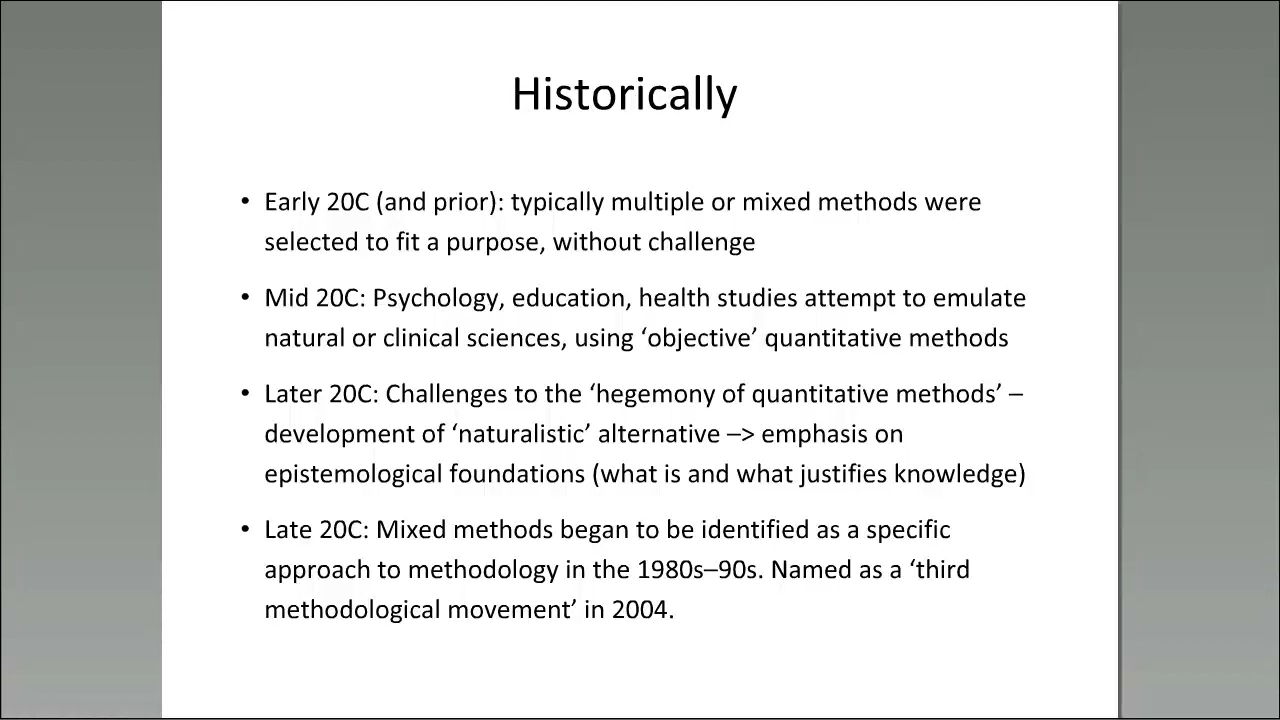 Historically
• Early 20C (and prior): typically multiple or mixed methods were
selected to fit a purpose, without challenge
• Mid 20C: Psychology, education, health studies attempt to emulate
natural or clinical sciences, using ‘objective’ quantitative methods
• Later 20C: Challenges to the ‘hegemony of quantitative methods’ –
development of ‘naturalistic’ alternative –> emphasis on
epistemological foundations (what is and what justifies knowledge)
• Late 20C: Mixed methods began to be identified as a specific
approach to methodology in the 1980s–90s. Named as a ‘third
methodological movement’ in 2004.